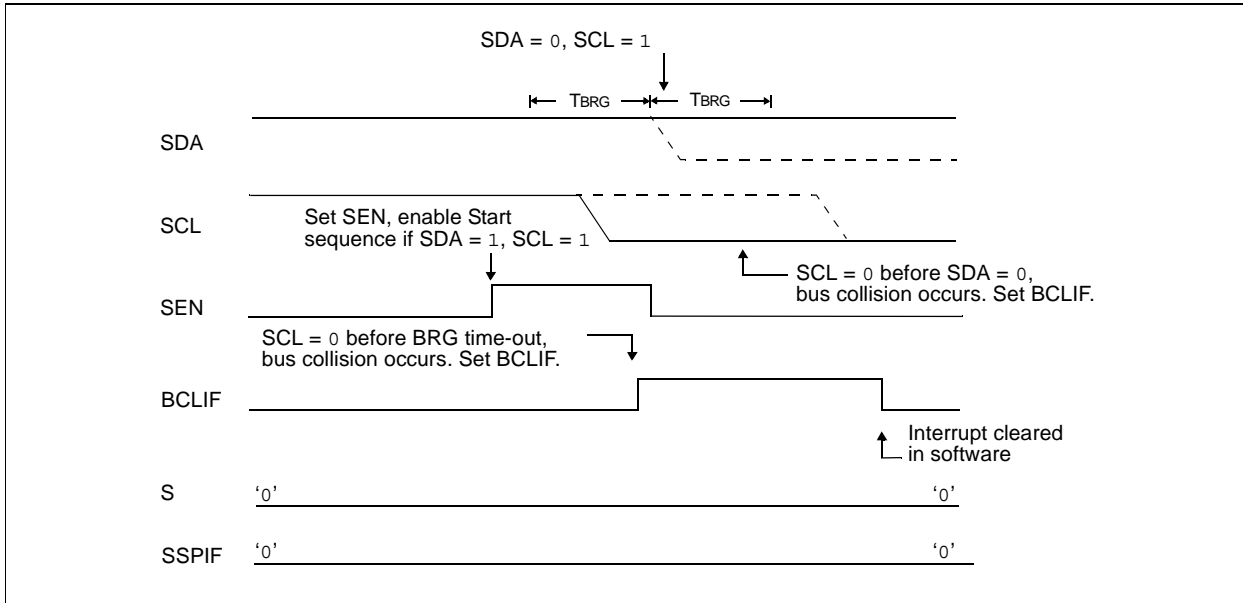 SDA = 0, SCL = 1
TBRG TBRG
SDA
SCL
Set SEN, enable Start
sequence if SDA = 1, SCL = 1
SCL = 0 before SDA = 0,
bus collision occurs. Set BCLIF.
SEN
SCL = 0 before BRG time-out,
bus collision occurs. Set BCLIF.
BCLIF
Interrupt cleared
in software
S
‘0’ ‘0’
SSPIF
‘0’ ‘0’